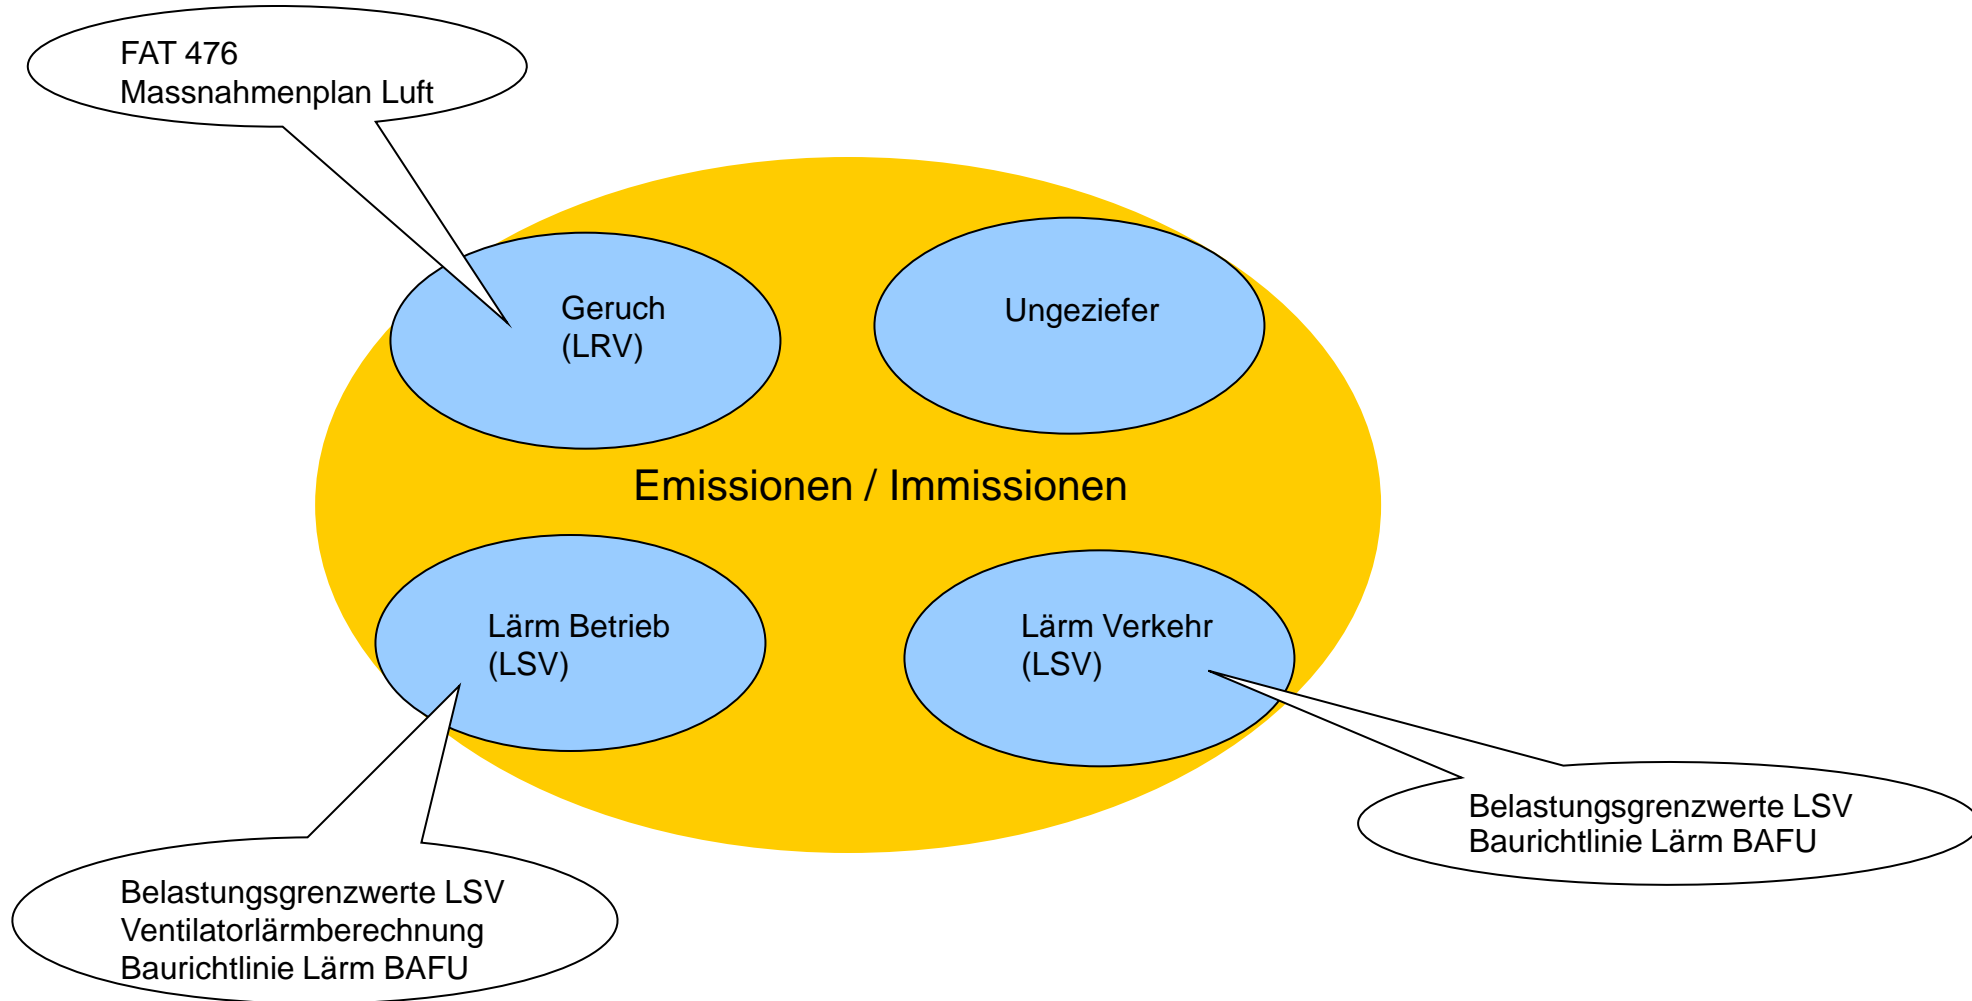 FAT 476
Massnahmenplan Luft
Geruch
(LRV)
Ungeziefer
Emissionen / Immissionen
Lärm Betrieb
(LSV)
Lärm Verkehr
(LSV)
Belastungsgrenzwerte LSV
Baurichtlinie Lärm BAFU
Belastungsgrenzwerte LSV
Ventilatorlärmberechnung
Baurichtlinie Lärm BAFU